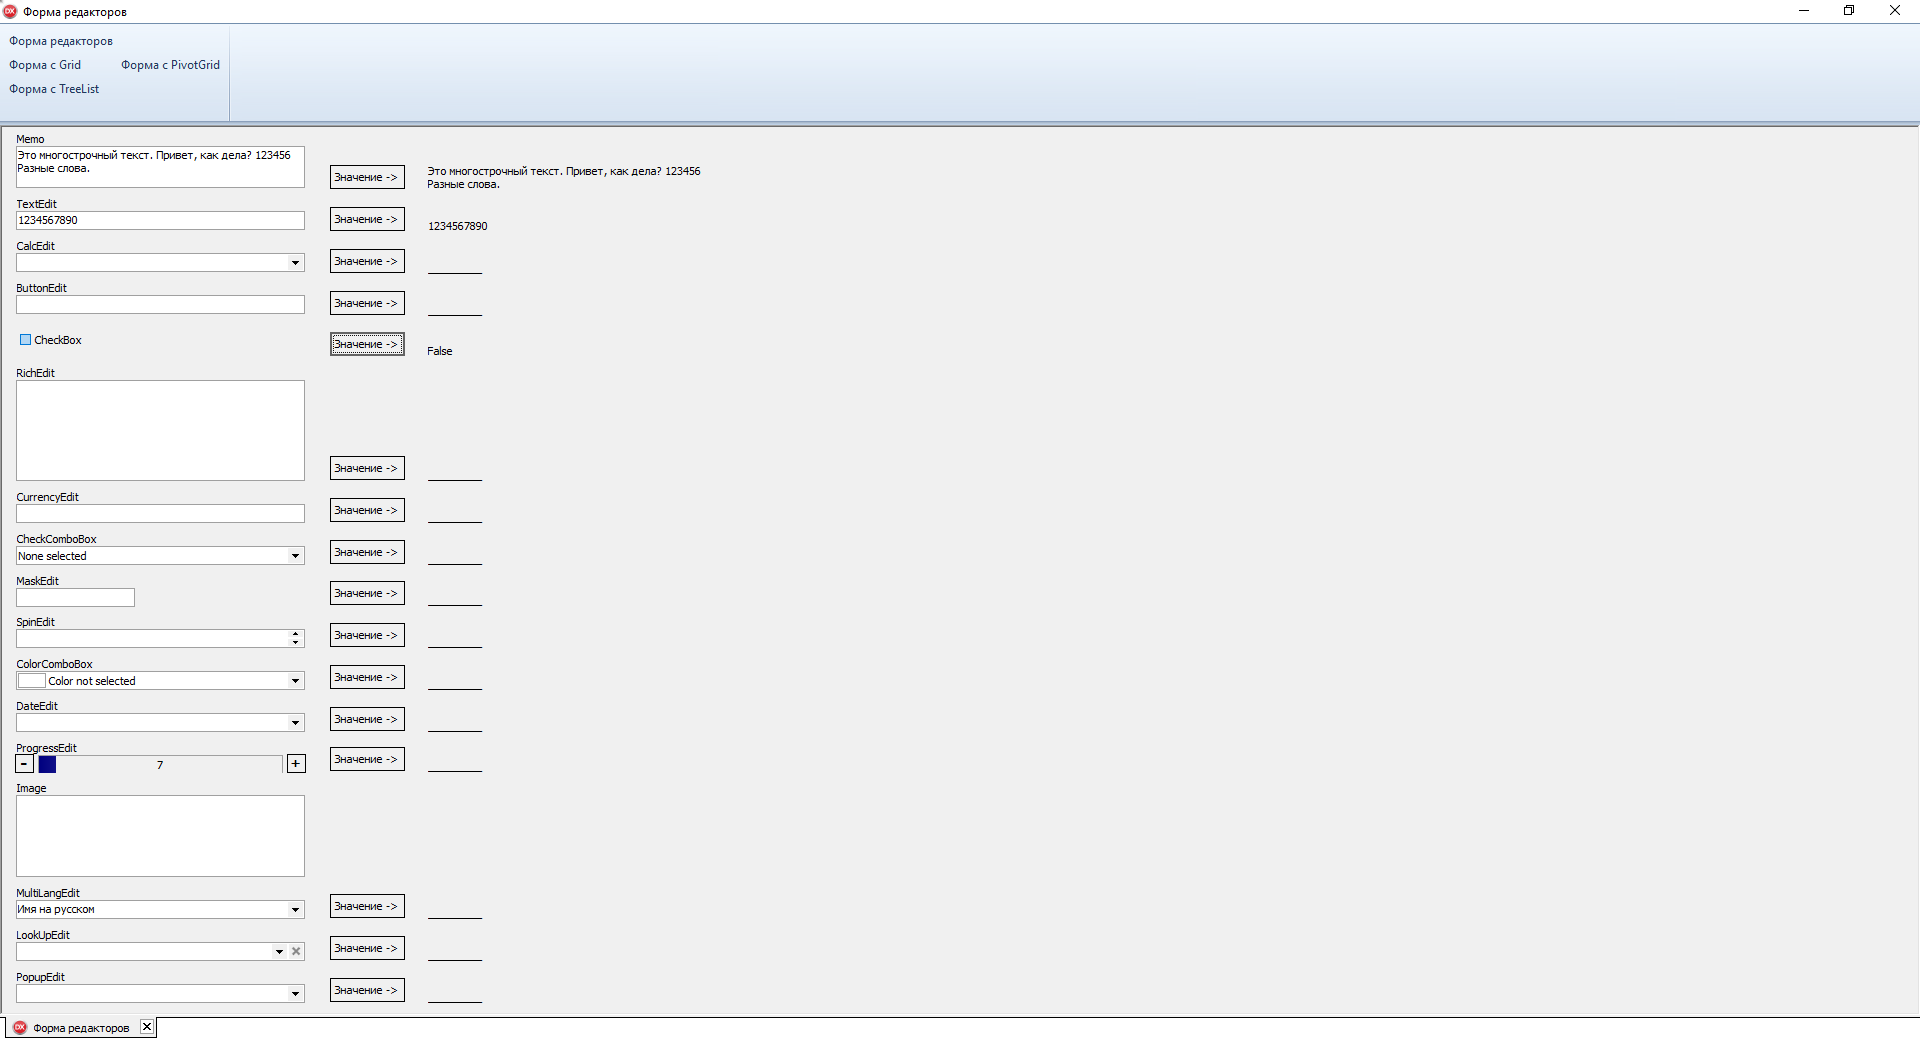 Форма редакторов
Форма редакторов
Форма с Grid Форма с PivotGrid
Форма с TreeList
Memo
Это многострочный текст. Привет, как дела? 123456
Разные слова.
Значение ->
Это многострочный текст. Привет, как дела? 123456
Разные слова.
TextEdit
1234567890
Значение ->
1234567890
CalcEdit
Значение ->
ButtonEdit
Значение ->
CheckBox
Значение ->
False
RichEdit
Значение ->
CurrencyEdit
Значение ->
CheckComboBox
None selected
Значение ->
MaskEdit
Значение ->
SpinEdit
Значение ->
ColorComboBox
Color not selected
Значение ->
DateEdit
Значение ->
ProgressEdit
- 7 +
Значение ->
Image
MultiLangEdit
Имя на русском
Значение ->
LookUpEdit
Значение ->
PopupEdit
Значение ->
DX Форма редакторов